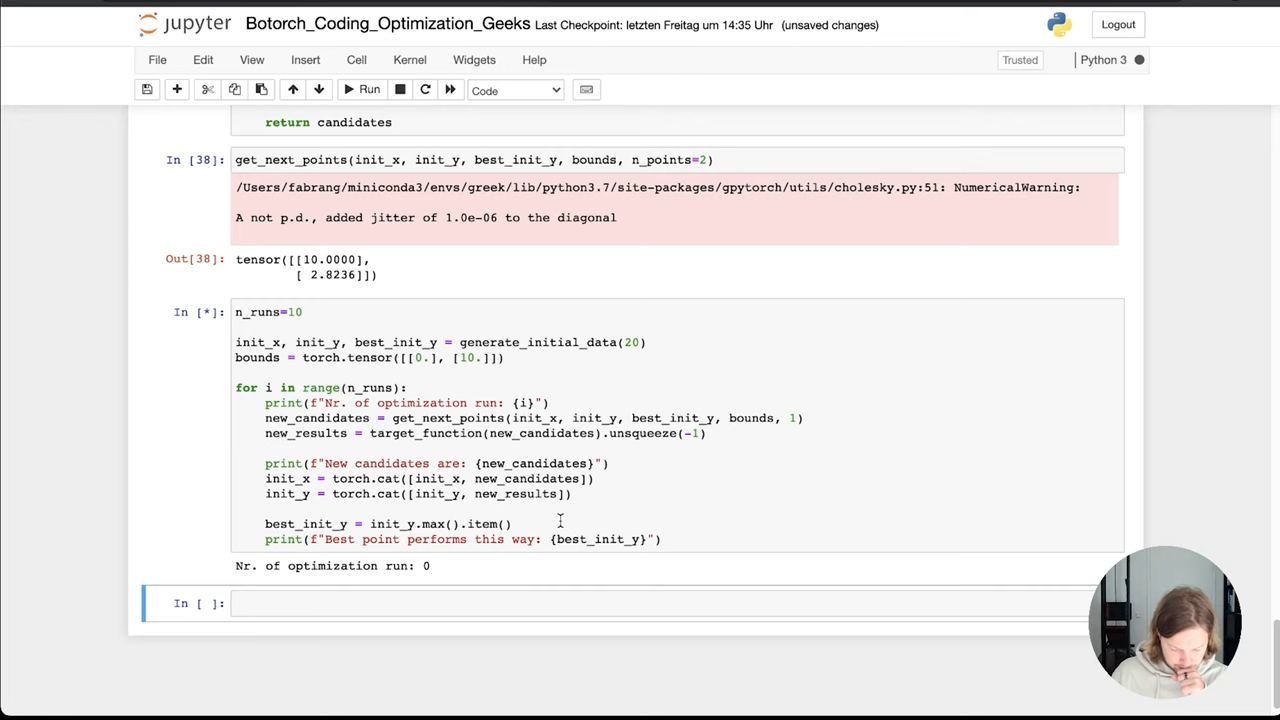 jupyter Botorch_Coding_Optimization_Geeks Last Checkpoint: letzten Freitag um 14:35 Uhr (unsaved changes) Logout
File Edit View Insert Cell Kernel Widgets Help Trusted Python 3
Run Code
return candidates
In [38]: get_next_points(init_x, init_y, best_init_y, bounds, n_points=2)
/Users/fabrang/miniconda3/envs/greek/lib/python3.7/site-packages/gpytorch/utils/cholesky.py:51: NumericalWarning:
A not p.d., added jitter of 1.0e-06 to the diagonal
Out[38]: tensor([[10.0000],
[ 2.8236]])
In [*]: n_runs=10
init_x, init_y, best_init_y = generate_initial_data(20)
bounds = torch.tensor([[0.], [10.]])
for i in range(n_runs):
print(f"Nr. of optimization run: {i}")
new_candidates = get_next_points(init_x, init_y, best_init_y, bounds, 1)
new_results = target_function(new_candidates).unsqueeze(-1)
print(f"New candidates are: {new_candidates}")
init_x = torch.cat([init_x, new_candidates])
init_y = torch.cat([init_y, new_results])
best_init_y = init_y.max().item()
print(f"Best point performs this way: {best_init_y}")
Nr. of optimization run: 0
In [ ]: